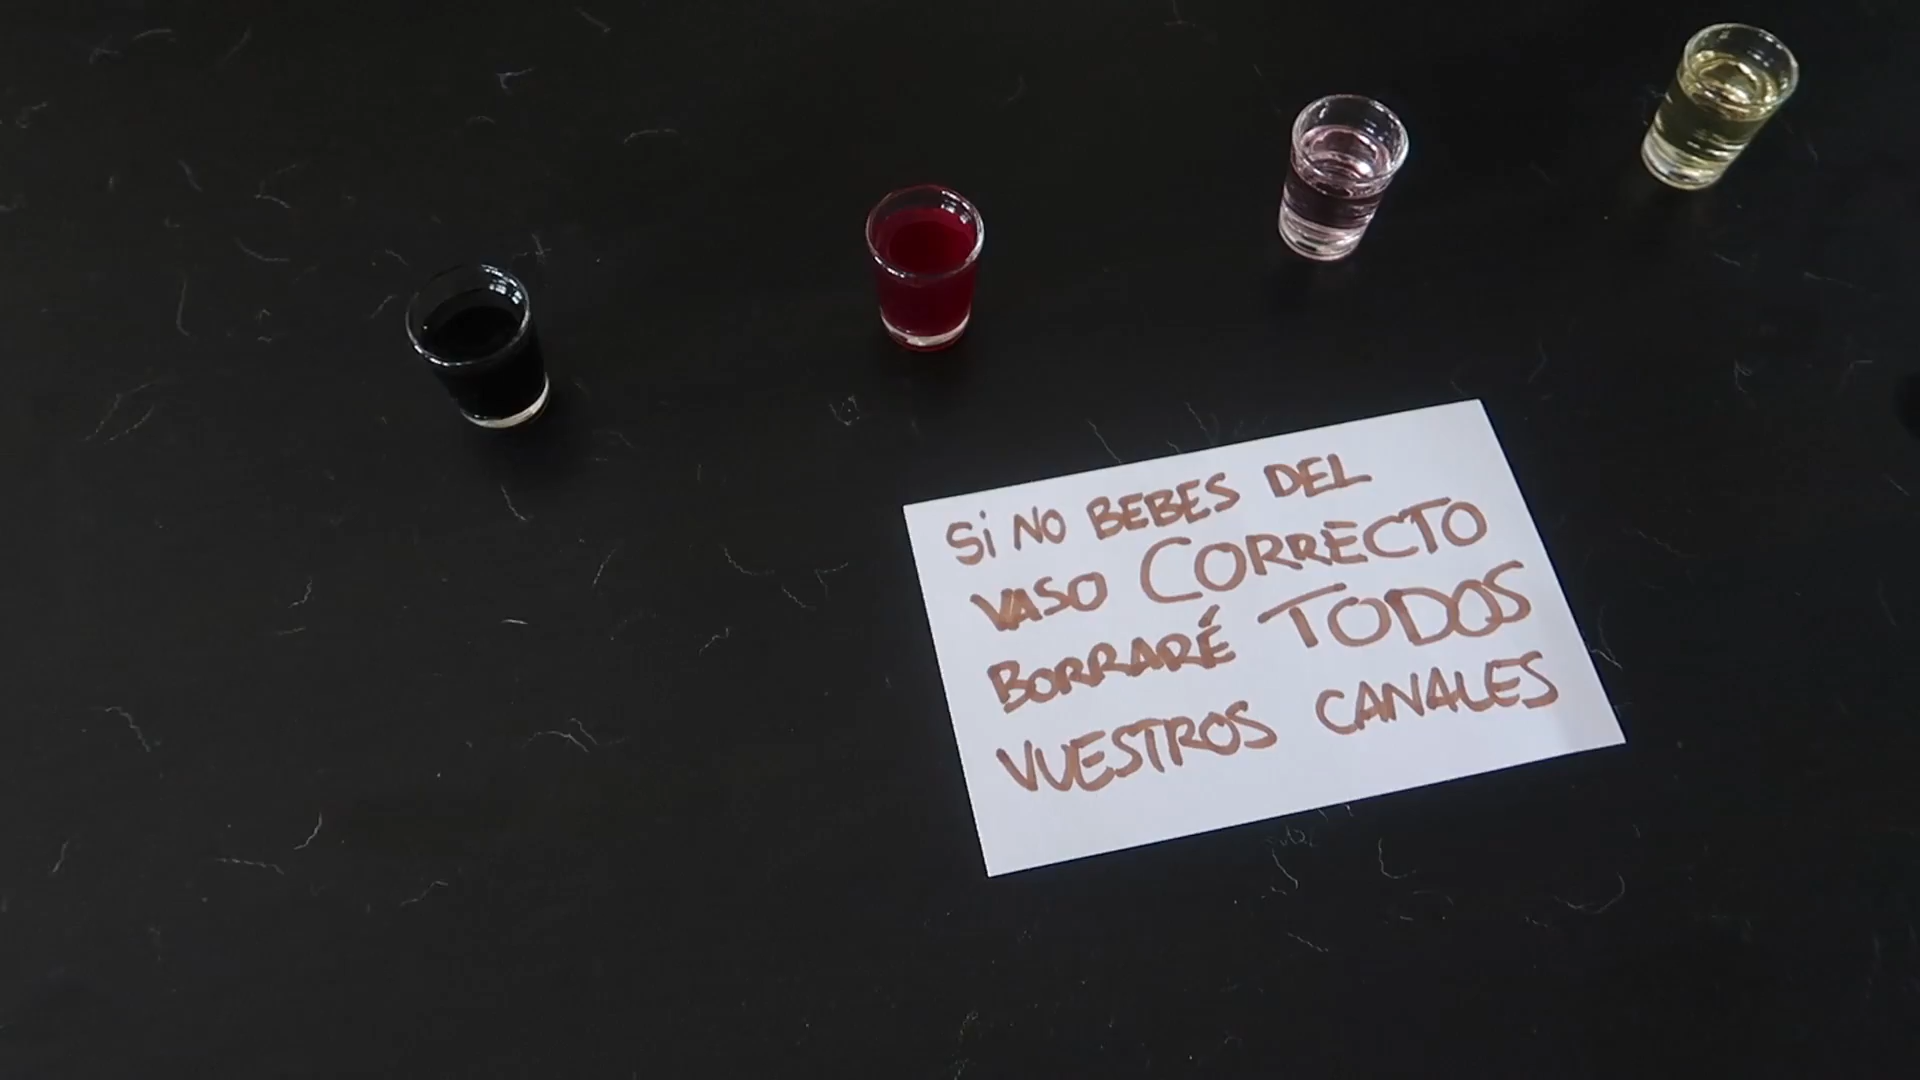 Si NO BEBES DEL
VASO CORRECTO
BORRARÉ TODOS
VUESTROS CANALES